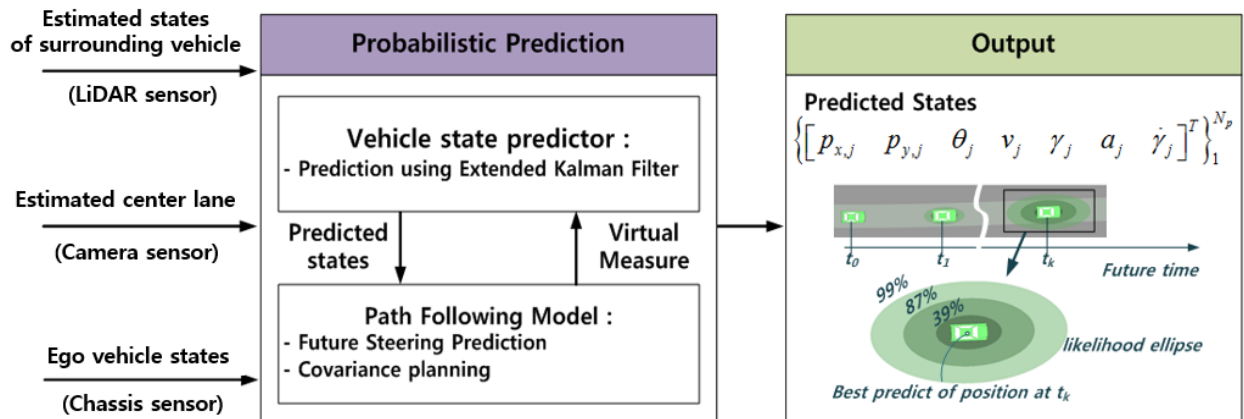 Estimated states
of surrounding vehicle
(LiDAR sensor)
Estimated center lane
(Camera sensor)
Ego vehicle states
(Chassis sensor)
Probabilistic Prediction
Vehicle state predictor :
- Prediction using Extended Kalman Filter
Predicted
states
Virtual
Measure
Path Following Model :
- Future Steering Prediction
- Covariance planning
Output
Predicted States
{[p_{x,j} p_{y,j} θ_j v_j γ_j a_j γ̇_j]^T}_1^{N_p}
t_0 t_1 t_k
Future time
99%
87%
39%
likelihood ellipse
Best predict of position at t_k